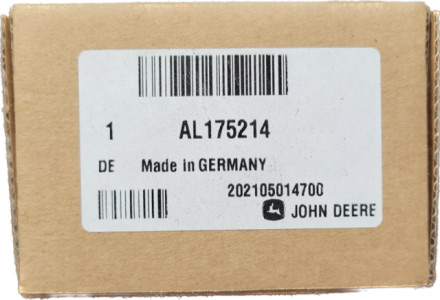 1 AL175214
DE Made in GERMANY
202105014700
JOHN DEERE